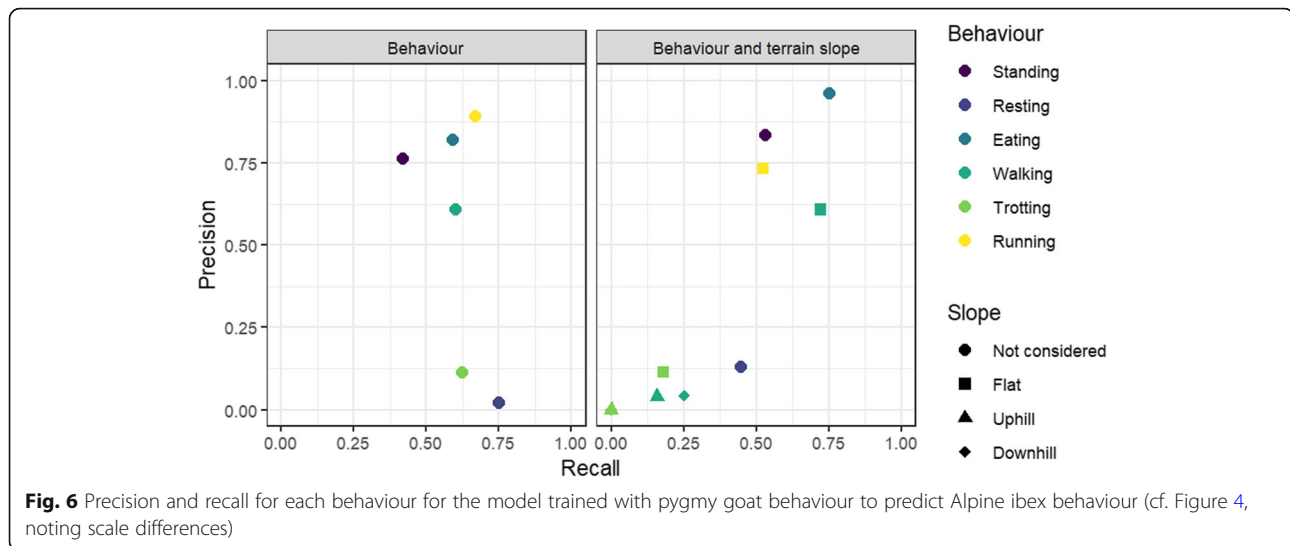 Behaviour
Behaviour and terrain slope
1.00
0.75
0.50
0.25
0.00
Precision
0.00 0.25 0.50 0.75 1.00
0.00 0.25 0.50 0.75 1.00
Recall
Behaviour
Standing
Resting
Eating
Walking
Trotting
Running
Slope
Not considered
Flat
Uphill
Downhill
Fig. 6 Precision and recall for each behaviour for the model trained with pygmy goat behaviour to predict Alpine ibex behaviour (cf. Figure 4,
noting scale differences)